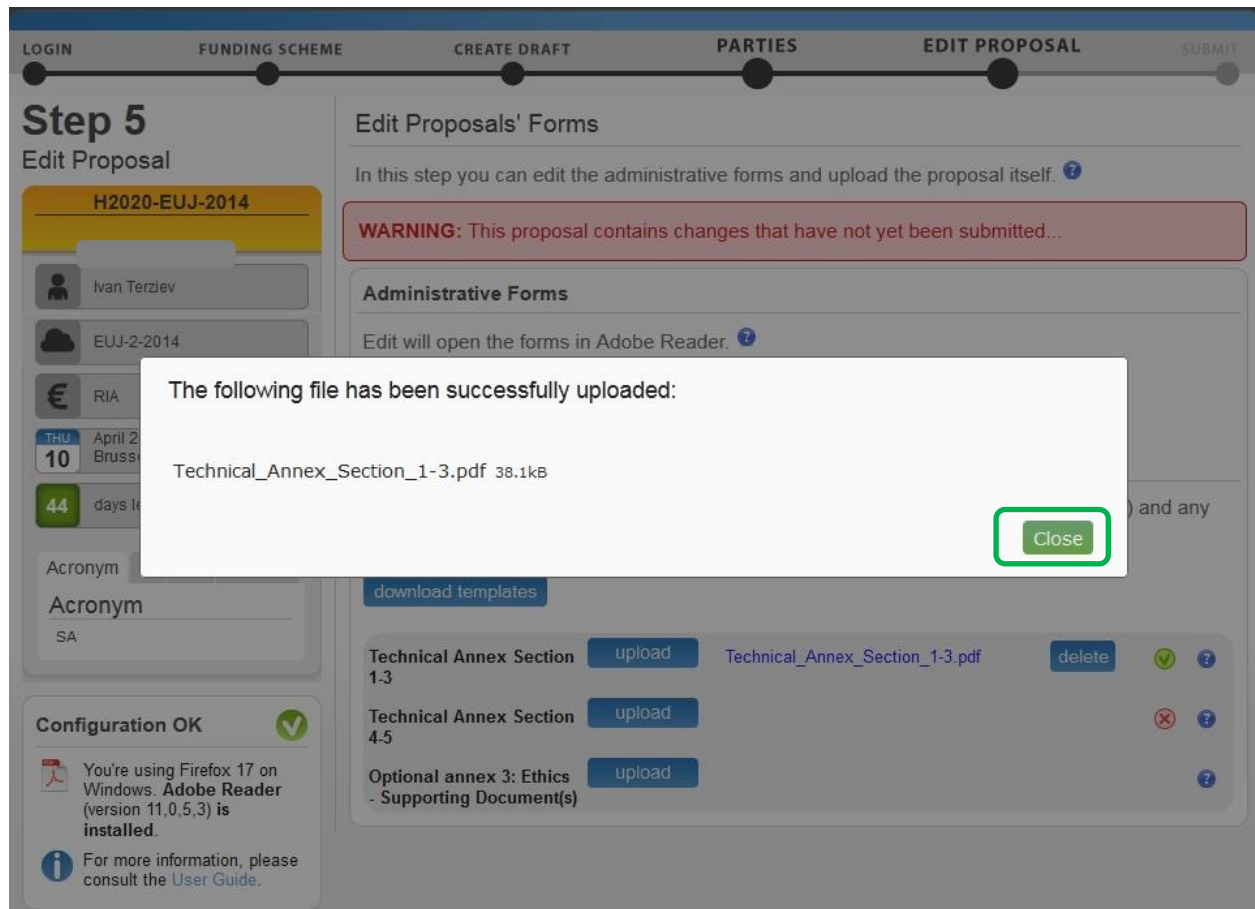 LOGIN
FUNDING SCHEME
CREATE DRAFT
PARTIES
EDIT PROPOSAL
SUBMIT
Step 5
Edit Proposal
H2020-EUJ-2014
Ivan Terziev
EUJ-2-2014
€
RIA
THU
10
April 2
44
days
Acronym
Acronym
SA
Configuration OK
You're using Firefox 17 on
Windows. Adobe Reader
(version 11,0,5,3) is
installed.
For more information, please
consult the User Guide.
Edit Proposals' Forms
In this step you can edit the administrative forms and upload the proposal itself. ?
WARNING: This proposal contains changes that have not yet been submitted...
Administrative Forms
Edit will open the forms in Adobe Reader. ?
The following file has been successfully uploaded:
Technical_Annex_Section_1-3.pdf 38.1kB
Close
) and any
download templates
Technical Annex Section
1-3
upload
Technical_Annex_Section_1-3.pdf
delete
?
Technical Annex Section
4-5
upload
?
Optional annex 3: Ethics
- Supporting Document(s)
upload
?